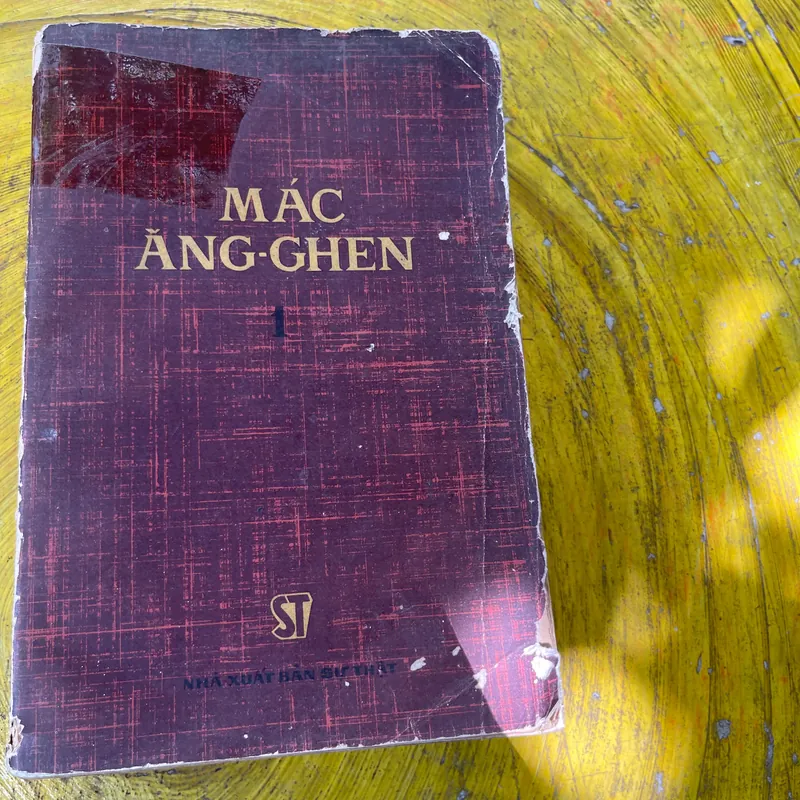 MÁC
ĂNG-GHEN
1
ST
NHÀ XUẤT BẢN SỰ THẬT